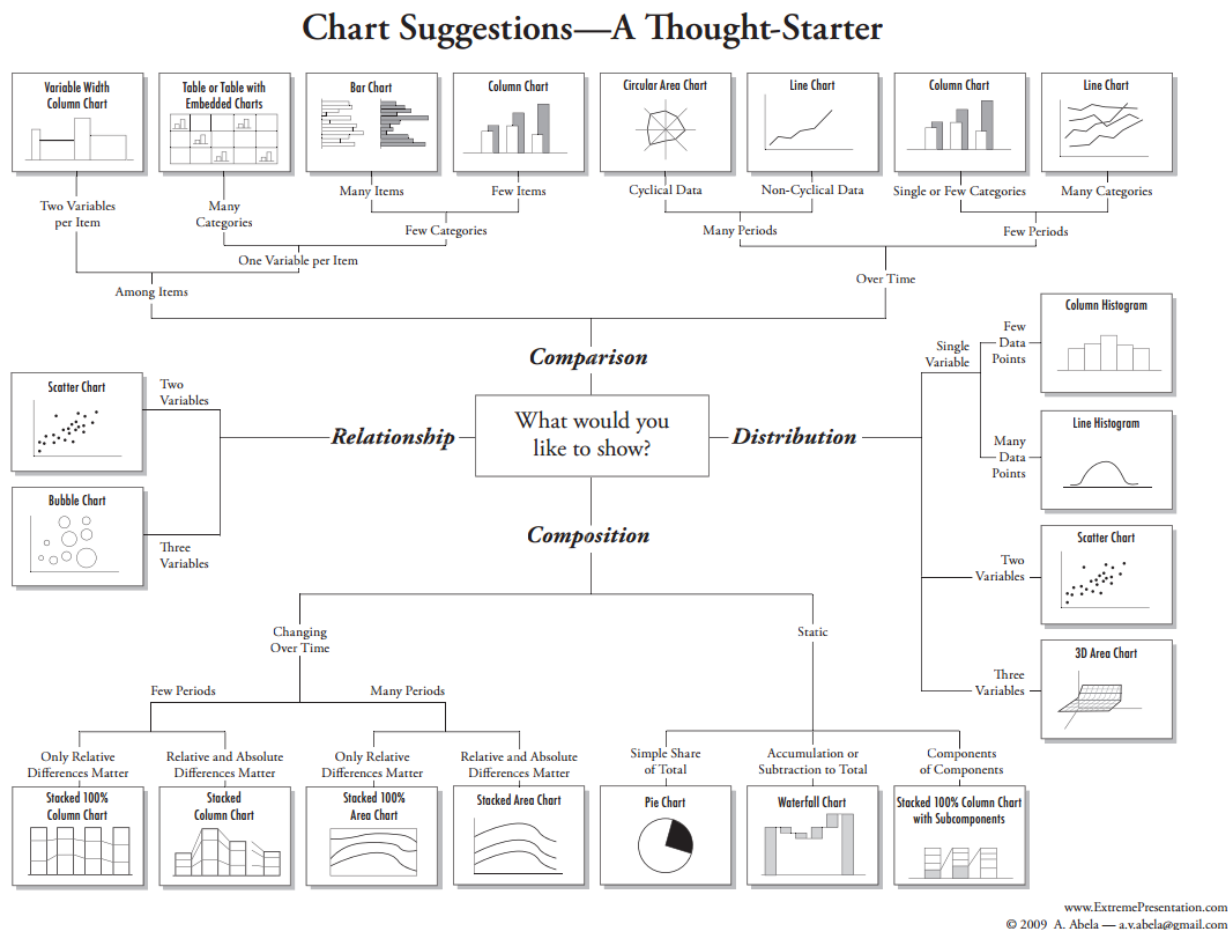 Chart Suggestions—A Thought-Starter
Variable Width
Column Chart
Table or Table with
Embedded Charts
Bar Chart
Column Chart
Circular Area Chart
Line Chart
Column Chart
Line Chart
Two Variables
per Item
Many
Categories
Many Items
Few Items
Cyclical Data
Non-Cyclical Data
Single or Few Categories
Many Categories
Few Categories
Many Periods
Few Periods
One Variable per Item
Among Items
Over Time
Comparison
What would you
like to show?
Relationship
Two
Variables
Scatter Chart
Three
Variables
Bubble Chart
Distribution
Single
Variable
Few
Data
Points
Column Histogram
Many
Data
Points
Line Histogram
Two
Variables
Scatter Chart
Three
Variables
3D Area Chart
Composition
Changing
Over Time
Static
Few Periods
Many Periods
Only Relative
Differences Matter
Relative and Absolute
Differences Matter
Only Relative
Differences Matter
Relative and Absolute
Differences Matter
Simple Share
of Total
Accumulation or
Subtraction to Total
Components
of Components
Stacked 100%
Column Chart
Stacked
Column Chart
Stacked 100%
Area Chart
Stacked Area Chart
Pie Chart
Waterfall Chart
Stacked 100% Column Chart
with Subcomponents
www.ExtremePresentation.com
© 2009 A. Abela — a.v.abela@gmail.com